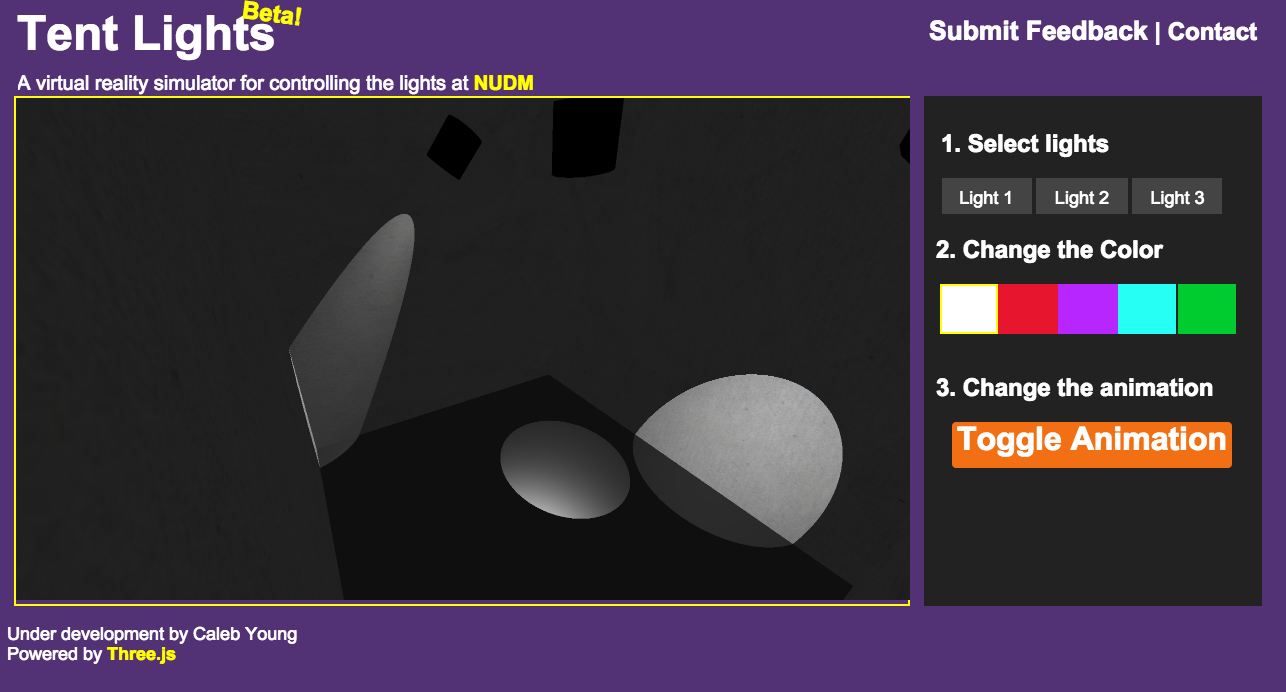 Tent Lights
Beta!
Submit Feedback | Contact
A virtual reality simulator for controlling the lights at NUDM
1. Select lights
Light 1 Light 2 Light 3
2. Change the Color
3. Change the animation
Toggle Animation
Under development by Caleb Young
Powered by Three.js